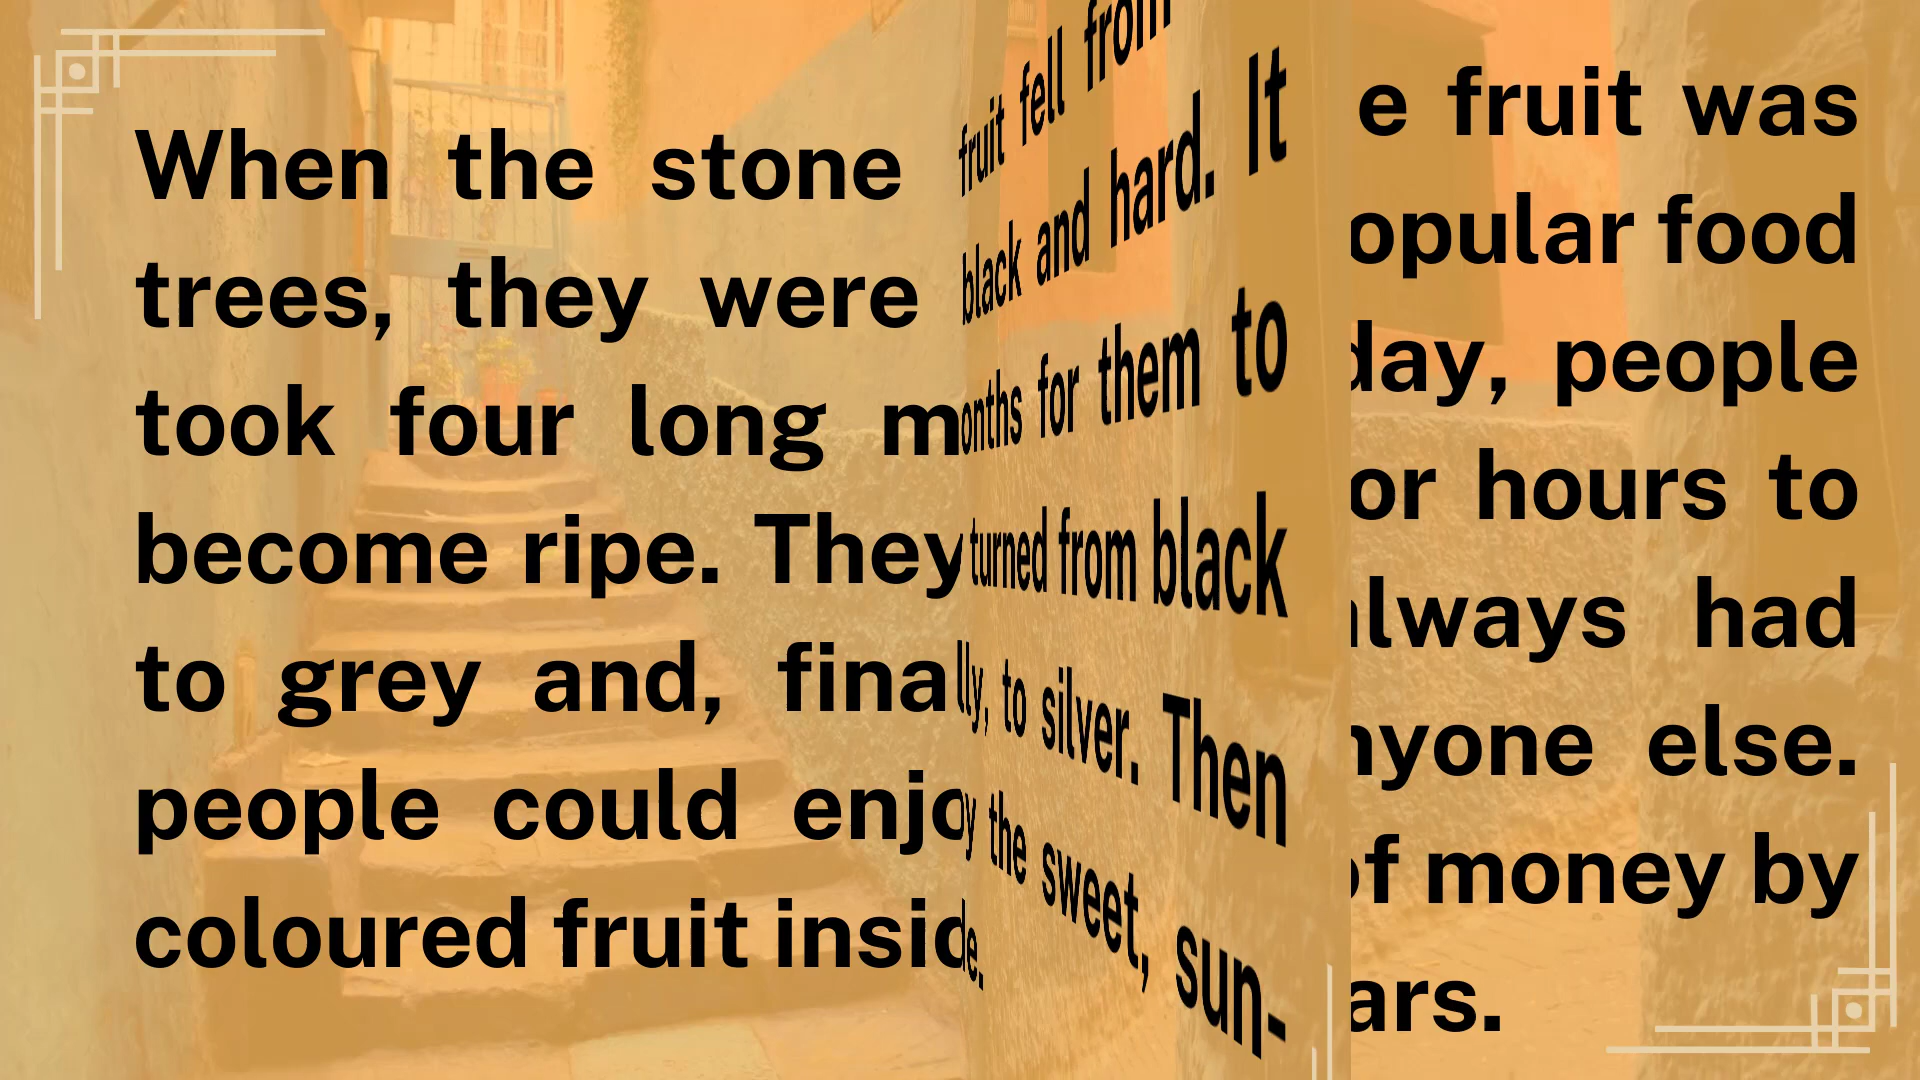 When the stone fruit fell from
trees, they were black and hard. It
took four long months for them to
become ripe. They turned from black
to grey and, finally, to silver. Then
people could enjoy the sweet, sun-
coloured fruit inside.
e fruit was
opular food
day, people
or hours to
lways had
nyone else.
of money by
ars.